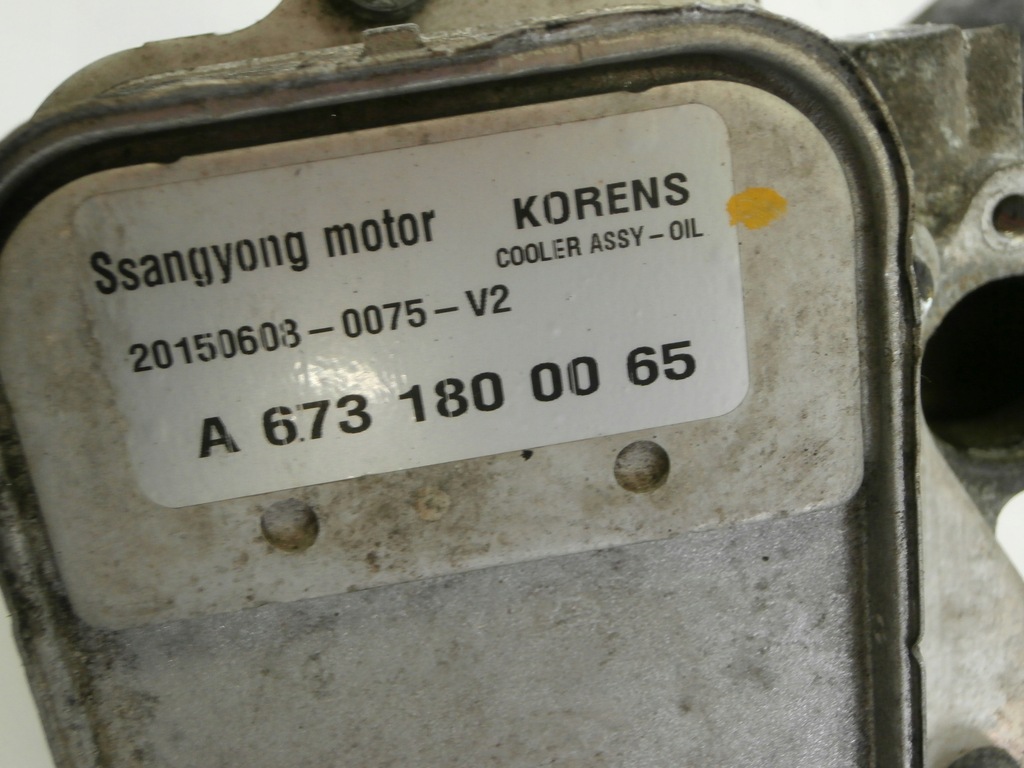 Ssangyong motor KORENS
COOLER ASSY-OIL
20150608-0075-V2
A 673 180 00 65